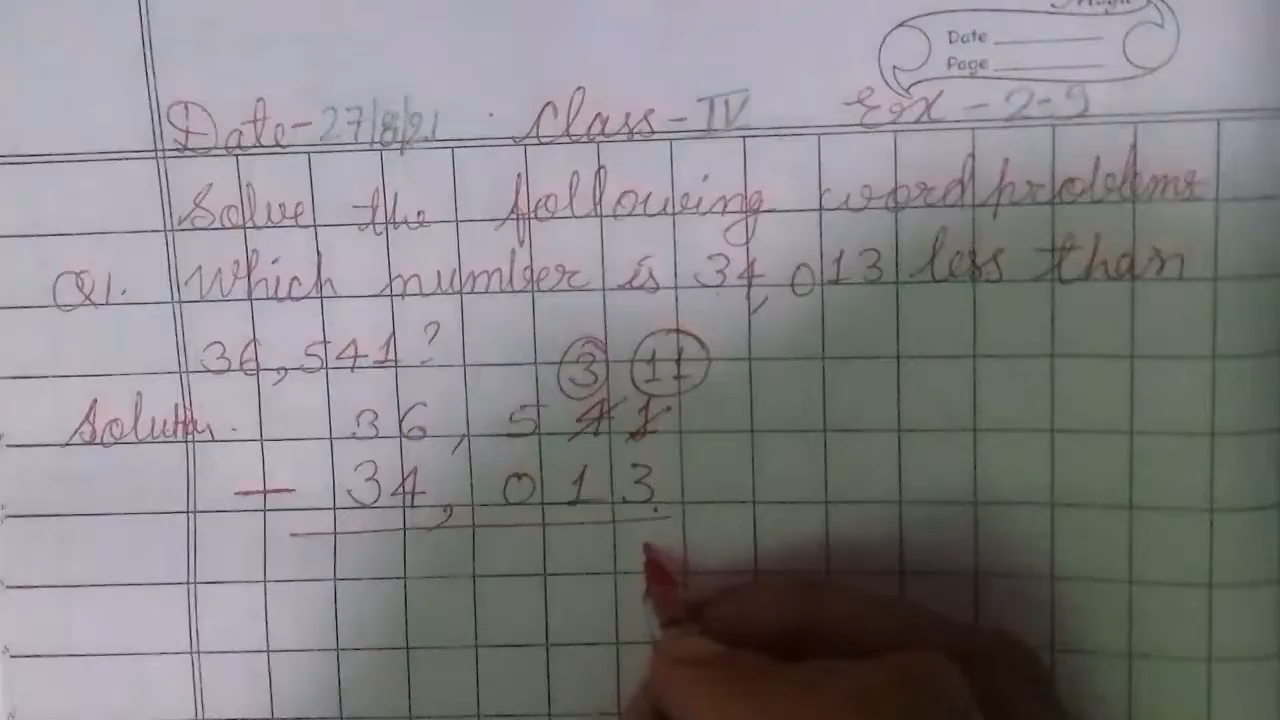 Date
Page
Date-27/8/21 Class-IV Ex-2.9
Solve the following word problems
Q1. Which number is 34,013 less than
36,541?
3 11
Solutn. 36,541
- 34,013